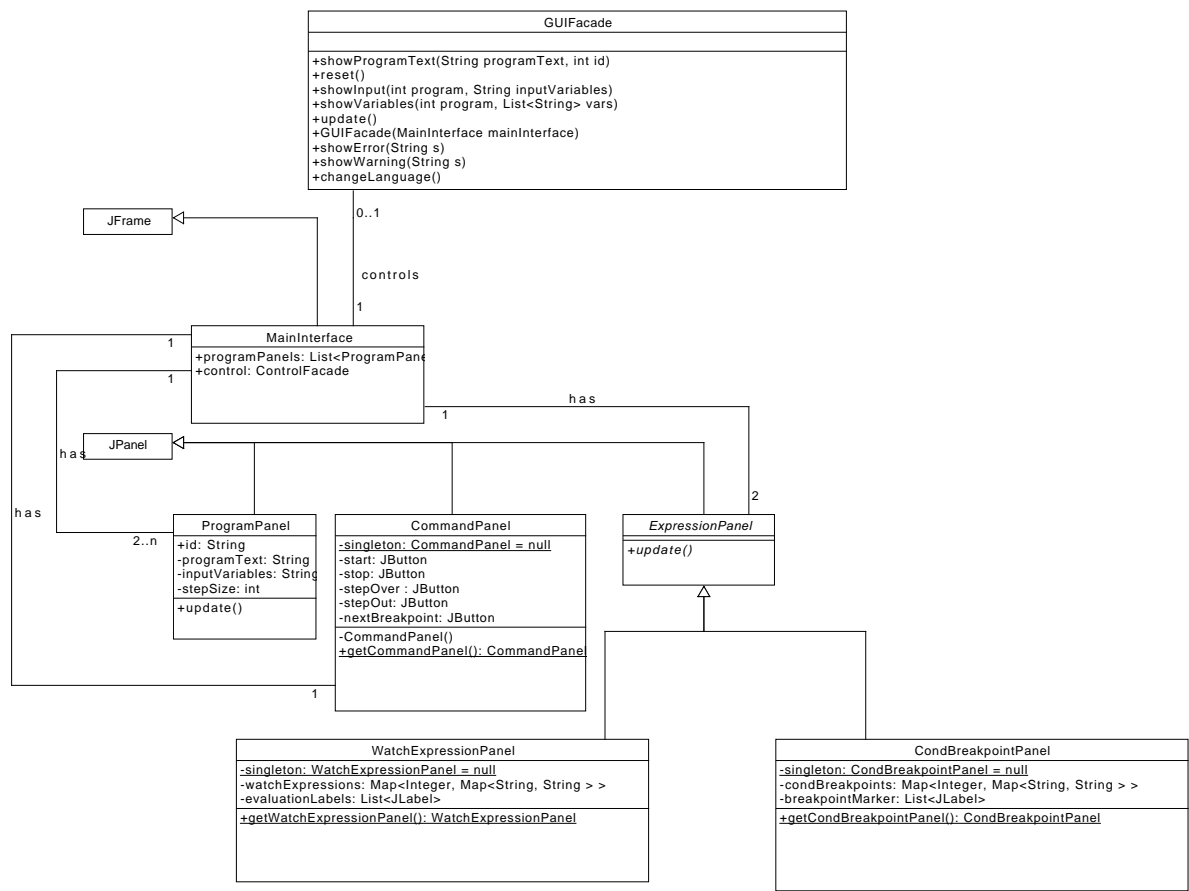 GUIFacade
+showProgramText(String programText, int id)
+reset()
+showInput(int program, String inputVariables)
+showVariables(int program, List<String> vars)
+update()
+GUIFacade(MainInterface mainInterface)
+showError(String s)
+showWarning(String s)
+changeLanguage()
0..1
JFrame
controls
1
MainInterface
1
+programPanels: List<ProgramPane
+control: ControlFacade
1
has
1
JPanel
has
has
2
ProgramPanel
+id: String
-programText: String
-inputVariables: String
-stepSize: int
+update()
2..n
CommandPanel
-singleton: CommandPanel = null
-start: JButton
-stop: JButton
-stepOver : JButton
-stepOut: JButton
-nextBreakpoint: JButton
-CommandPanel()
+getCommandPanel(): CommandPanel
1
ExpressionPanel
+update()
WatchExpressionPanel
-singleton: WatchExpressionPanel = null
-watchExpressions: Map<Integer, Map<String, String > >
-evaluationLabels: List<JLabel>
+getWatchExpressionPanel(): WatchExpressionPanel
CondBreakpointPanel
-singleton: CondBreakpointPanel = null
-condBreakpoints: Map<Integer, Map<String, String > >
-breakpointMarker: List<JLabel>
+getCondBreakpointPanel(): CondBreakpointPanel